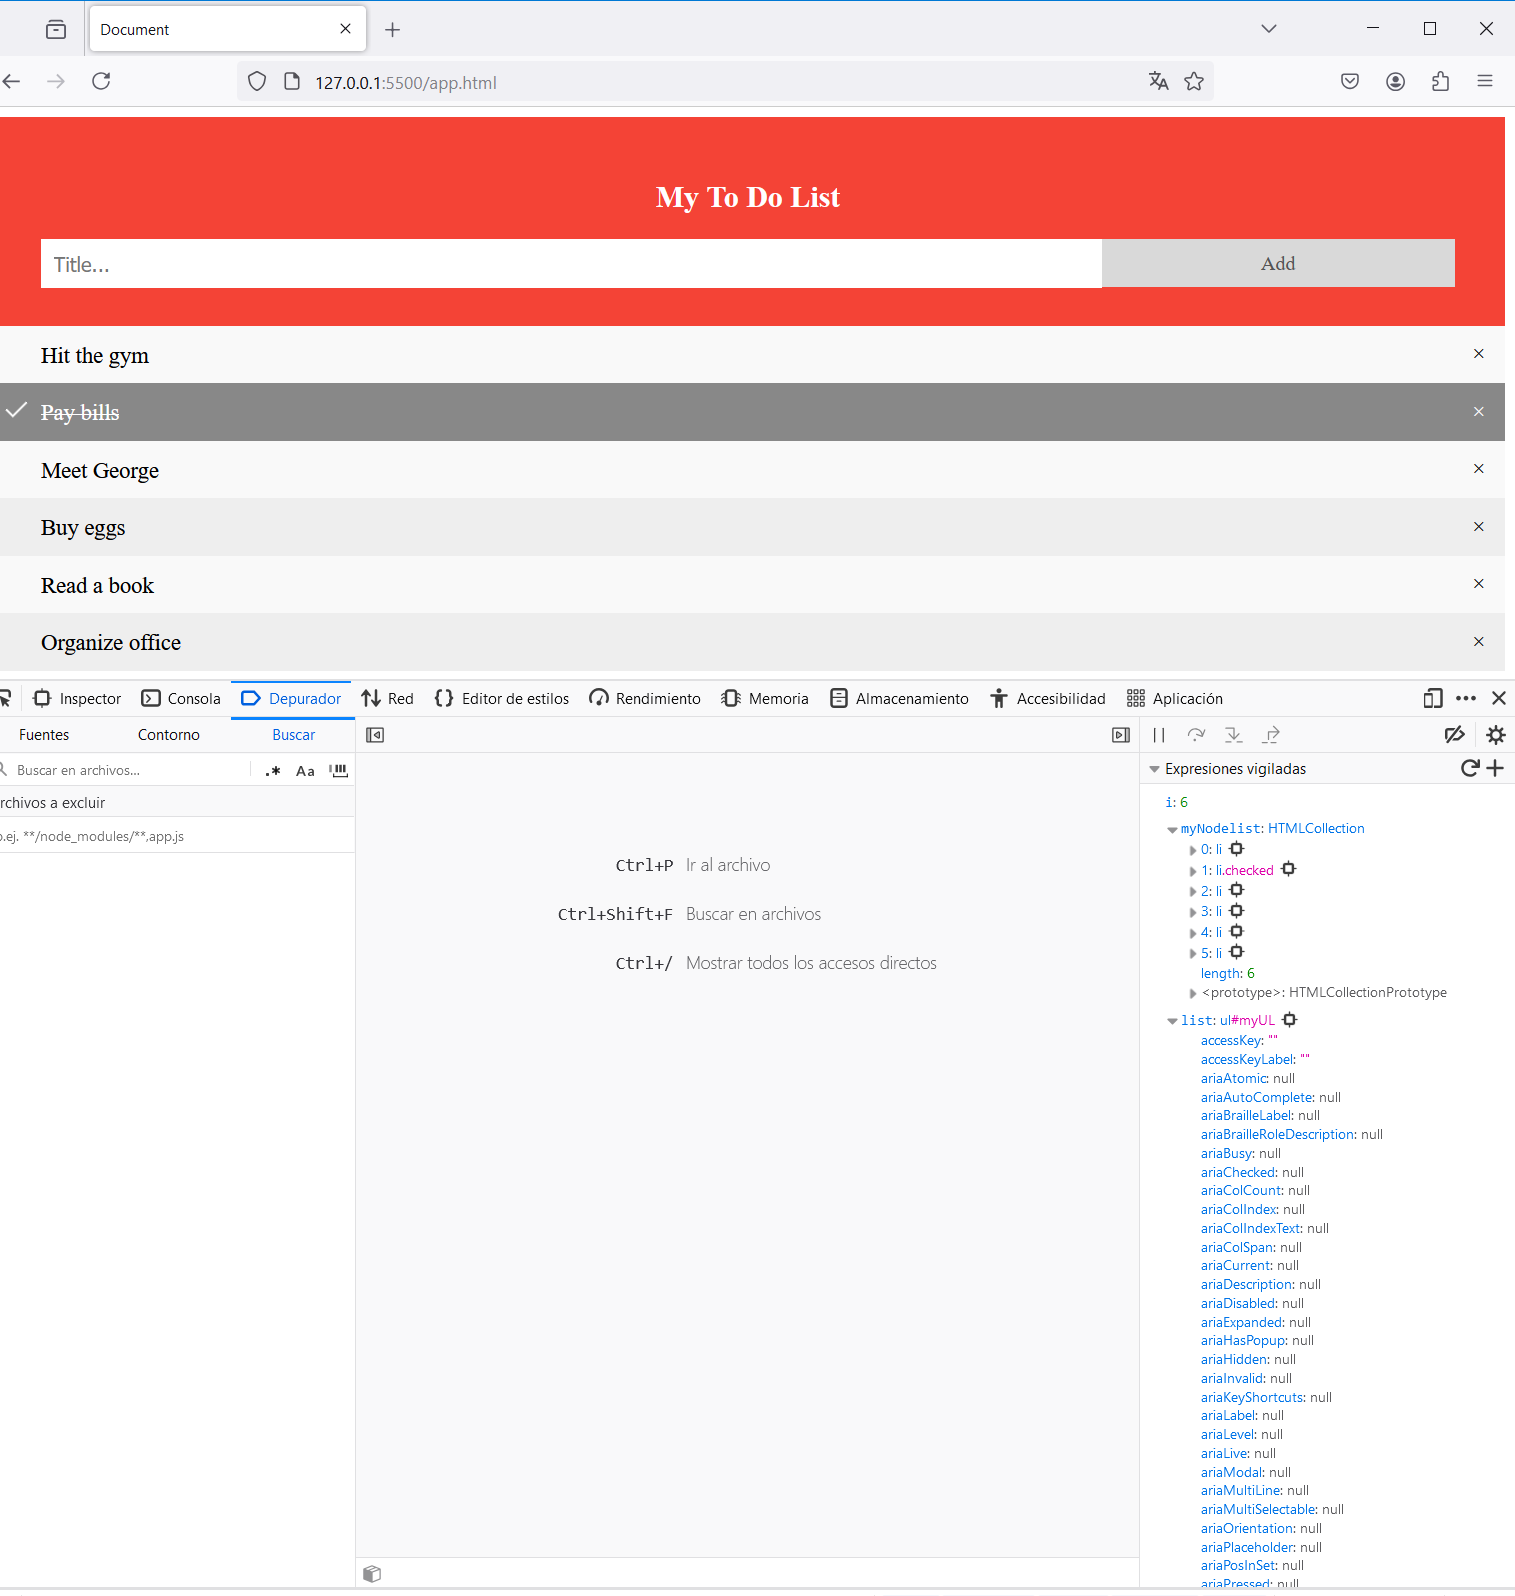 Document
127.0.0.1:5500/app.html
My To Do List
Title...
Add
Hit the gym
Pay bills
Meet George
Buy eggs
Read a book
Organize office
Inspector
Consola
Depurador
Red
Editor de estilos
Rendimiento
Memoria
Almacenamiento
Accesibilidad
Aplicación
Fuentes
Contorno
Buscar
Buscar en archivos...
.*
Aa
rchivos a excluir
.ej. **/node_modules/**,app.js
Ctrl+P Ir al archivo
Ctrl+Shift+F Buscar en archivos
Ctrl+/ Mostrar todos los accesos directos
Expresiones vigiladas
i: 6
myNodelist: HTMLCollection
0: li
1: li.checked
2: li
3: li
4: li
5: li
length: 6
<prototype>: HTMLCollectionPrototype
list: ul#myUL
accessKey: ""
accessKeyLabel: ""
ariaAtomic: null
ariaAutoComplete: null
ariaBrailleLabel: null
ariaBrailleRoleDescription: null
ariaBusy: null
ariaChecked: null
ariaColCount: null
ariaColIndex: null
ariaColIndexText: null
ariaColSpan: null
ariaCurrent: null
ariaDescription: null
ariaDisabled: null
ariaExpanded: null
ariaHasPopup: null
ariaHidden: null
ariaInvalid: null
ariaKeyShortcuts: null
ariaLabel: null
ariaLevel: null
ariaLive: null
ariaModal: null
ariaMultiLine: null
ariaMultiSelectable: null
ariaOrientation: null
ariaPlaceholder: null
ariaPosInSet: null
ariaPressed: null